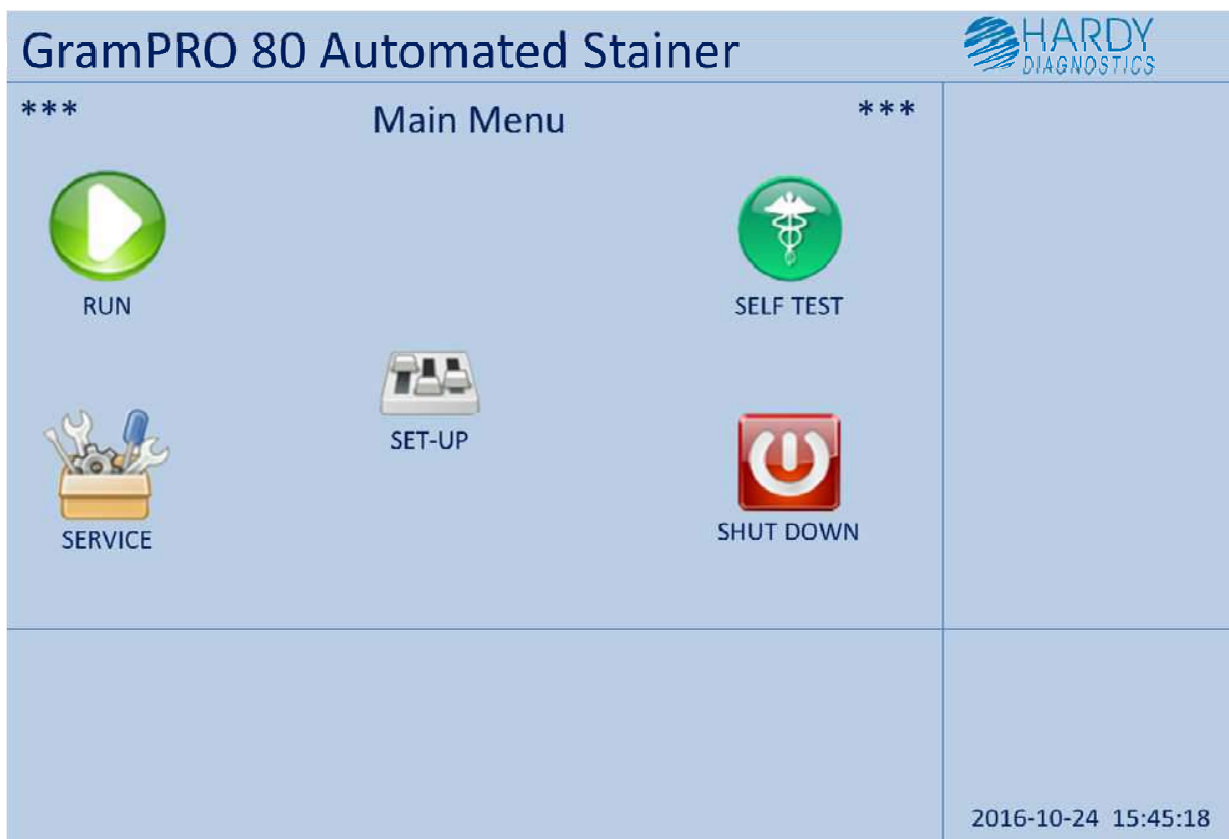 GramPRO 80 Automated Stainer
HARDY
DIAGNOSTICS
*** Main Menu ***
RUN
SELF TEST
SET-UP
SERVICE
SHUT DOWN
2016-10-24 15:45:18